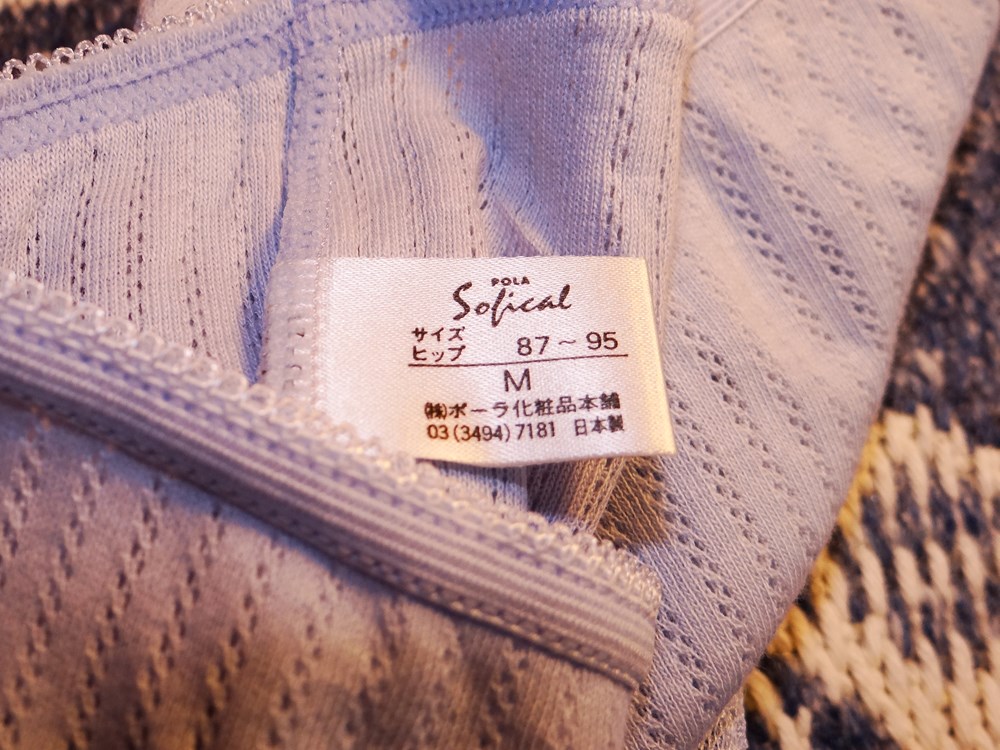 POLA
Sofical
サイズ
ヒップ 87～95
M
㈱ポーラ化粧品本舗
03(3494)7181 日本製